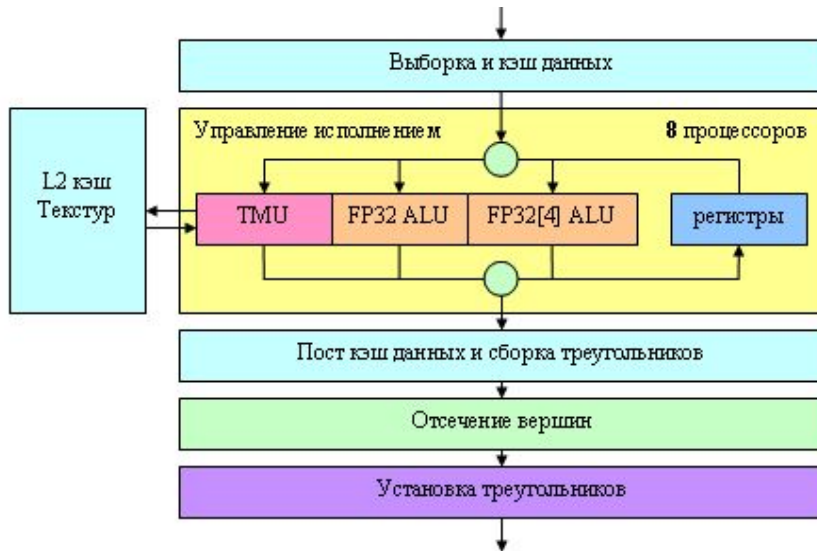 Выборка и кэш данных
Управление исполнением
8 процессоров
L2 кэш
Текстур
TMU
FP32 ALU
FP32[4] ALU
регистры
Пост кэш данных и сборка треугольников
Отсечение вершин
Установка треугольников